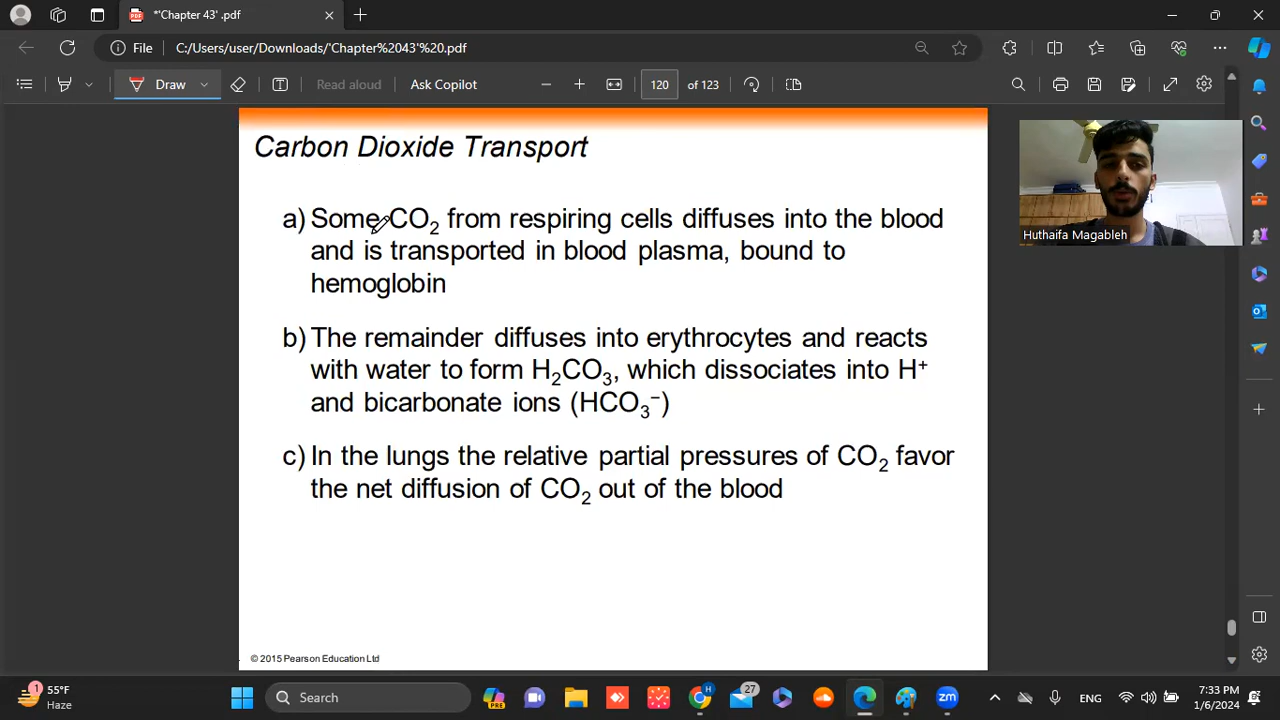 *'Chapter 43' .pdf
File
C:/Users/user/Downloads/'Chapter%2043'%20.pdf
Draw
Read aloud
Ask Copilot
120
of 123
Carbon Dioxide Transport
a) Some CO₂ from respiring cells diffuses into the blood
and is transported in blood plasma, bound to
hemoglobin
b) The remainder diffuses into erythrocytes and reacts
with water to form H₂CO₃, which dissociates into H⁺
and bicarbonate ions (HCO₃⁻)
c) In the lungs the relative partial pressures of CO₂ favor
the net diffusion of CO₂ out of the blood
© 2015 Pearson Education Ltd
Huthaifa Magableh
1
55°F
Haze
Search
PRE
H
27
zm
ENG
7:33 PM
1/6/2024